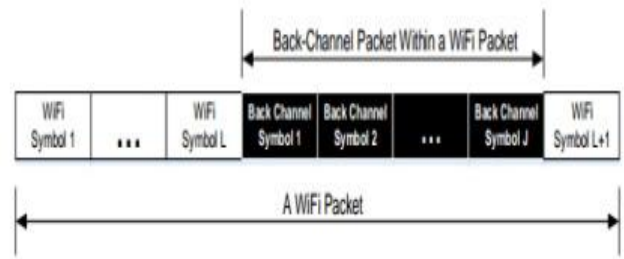 Back-Channel Packet Within a WiFi Packet
WiFi
Symbol 1
...
WiFi
Symbol L
Back Channel
Symbol 1
Back Channel
Symbol 2
...
Back Channel
Symbol J
WiFi
Symbol L+1
A WiFi Packet